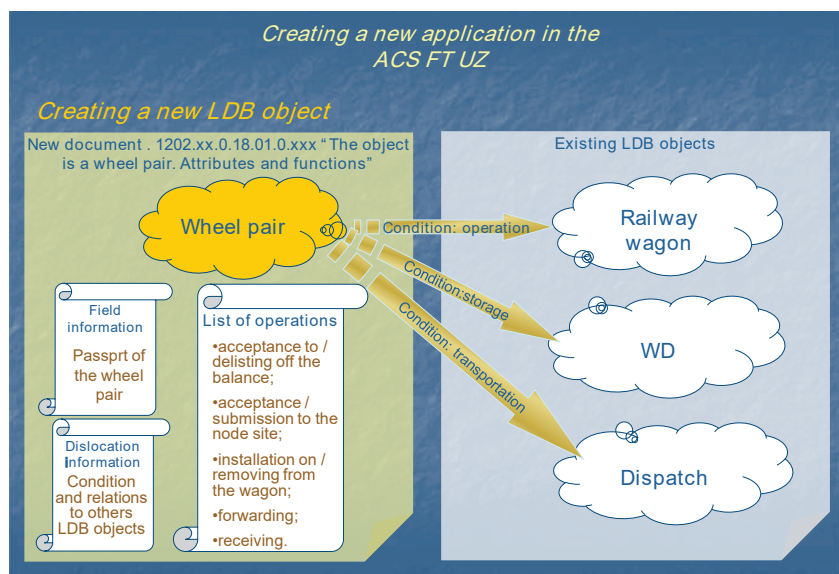 Creating a new application in the
ACS FT UZ
Creating a new LDB object
New document . 1202.xx.0.18.01.0.xxx “ The object
is a wheel pair. Attributes and functions”
Wheel pair
Field
information
Passprt of
the wheel
pair
Dislocation
information
Condition
and relations
to others
LDB objects
List of operations
•acceptance to /
delisting off the
balance;
•acceptance /
submission to the
node site;
•installation on /
removing from
the wagon;
•forwarding;
•receiving.
Condition: operation
Condition:storage
Condition: transportation
Existing LDB objects
Railway
wagon
WD
Dispatch